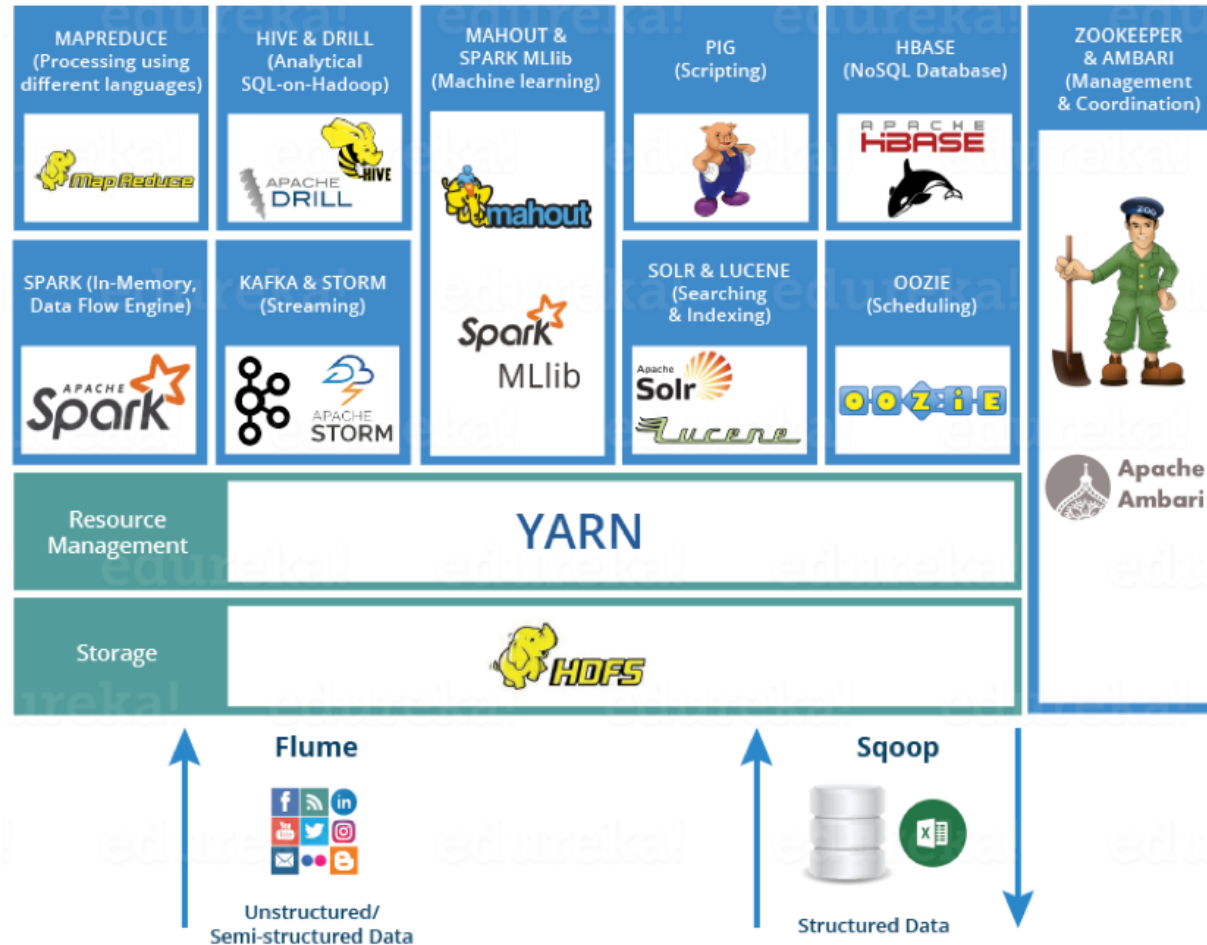 MAPREDUCE
(Processing using
different languages)
Map Reduce
HIVE & DRILL
(Analytical
SQL-on-Hadoop)
HIVE
APACHE
DRILL
MAHOUT &
SPARK MLlib
(Machine learning)
mahout
Spark
MLlib
PIG
(Scripting)
HBASE
(NoSQL Database)
APACHE
HBASE
ZOOKEEPER
& AMBARI
(Management
& Coordination)
ZOO
Apache
Ambari
SPARK (In-Memory,
Data Flow Engine)
APACHE
Spark
KAFKA & STORM
(Streaming)
APACHE
STORM
SOLR & LUCENE
(Searching
& Indexing)
Apache
Solr
Lucene
OOZIE
(Scheduling)
OOZiE
Resource
Management
YARN
Storage
HDFS
Flume
Sqoop
Unstructured/
Semi-structured Data
Structured Data
edureka!